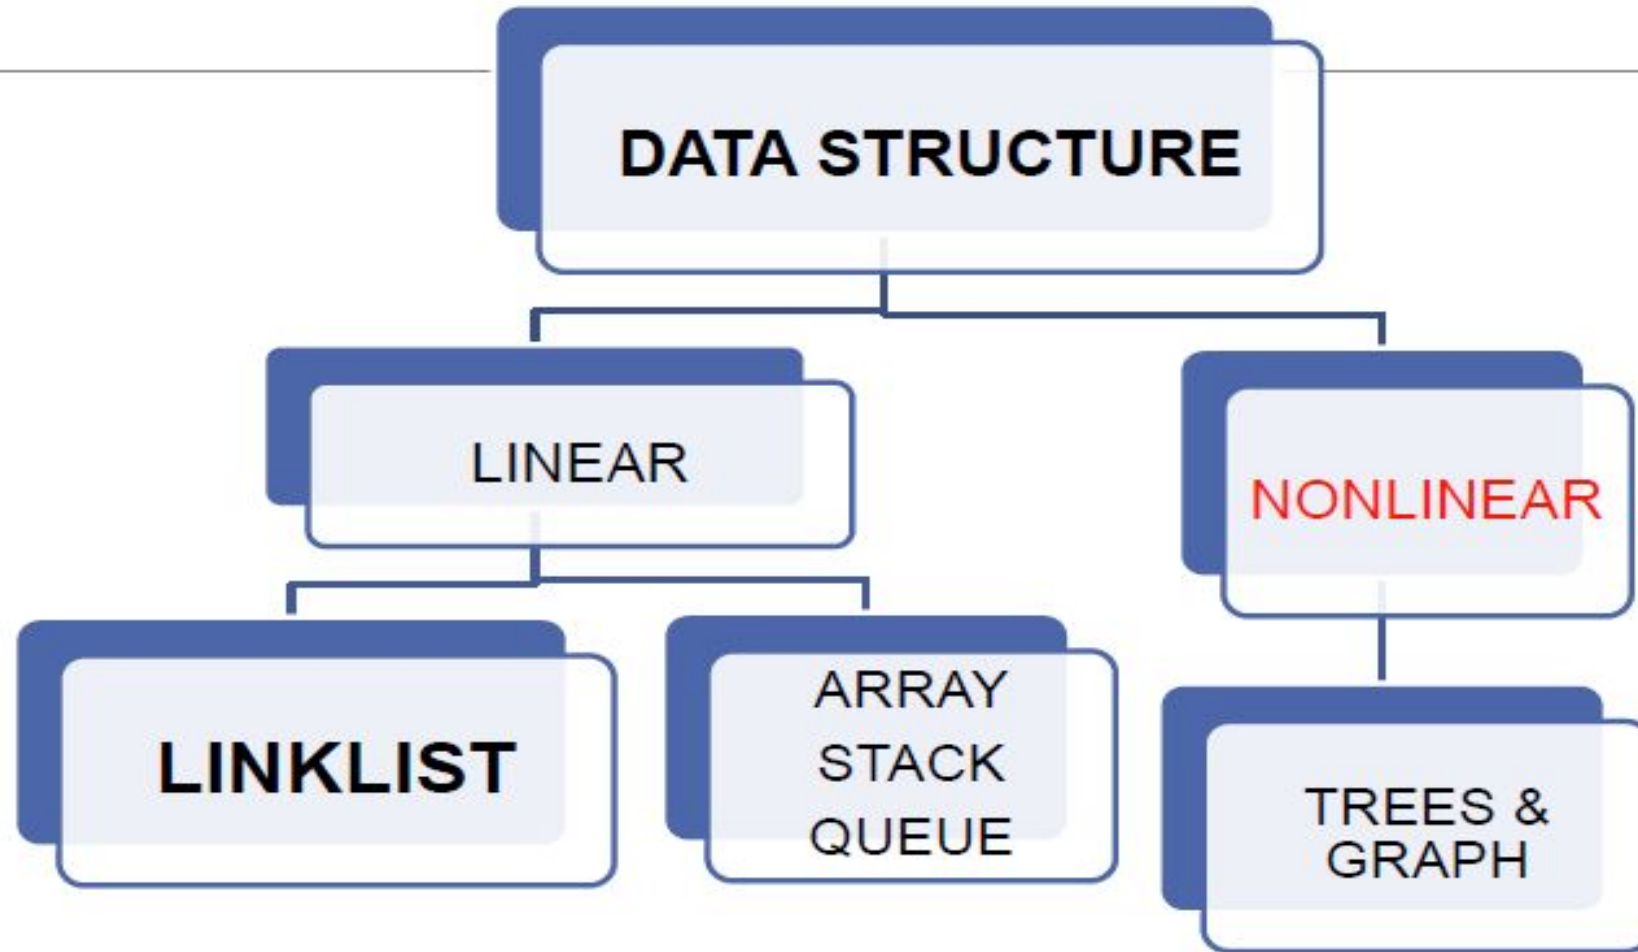 DATA STRUCTURE
LINEAR
NONLINEAR
LINKLIST
ARRAY
STACK
QUEUE
TREES &
GRAPH